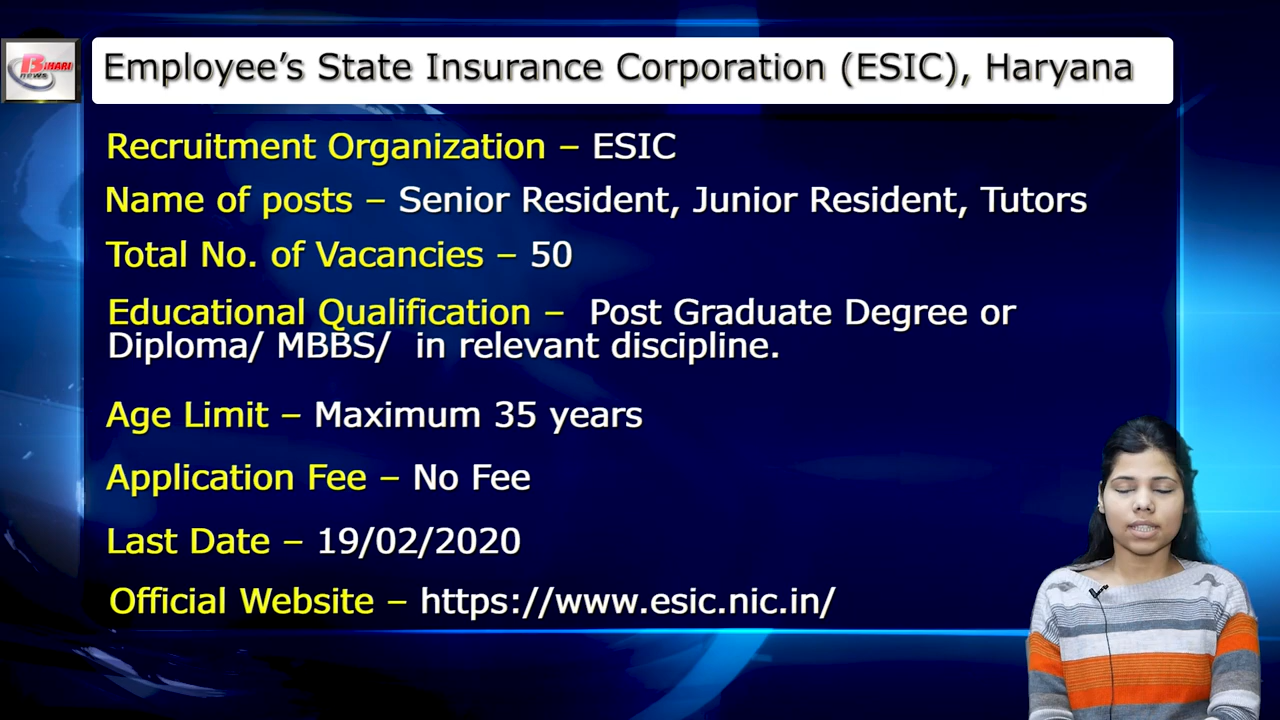 BIHARI
news
Employee’s State Insurance Corporation (ESIC), Haryana
Recruitment Organization – ESIC
Name of posts – Senior Resident, Junior Resident, Tutors
Total No. of Vacancies – 50
Educational Qualification –  Post Graduate Degree or
Diploma/ MBBS/  in relevant discipline.
Age Limit – Maximum 35 years
Application Fee – No Fee
Last Date – 19/02/2020
Official Website – https://www.esic.nic.in/